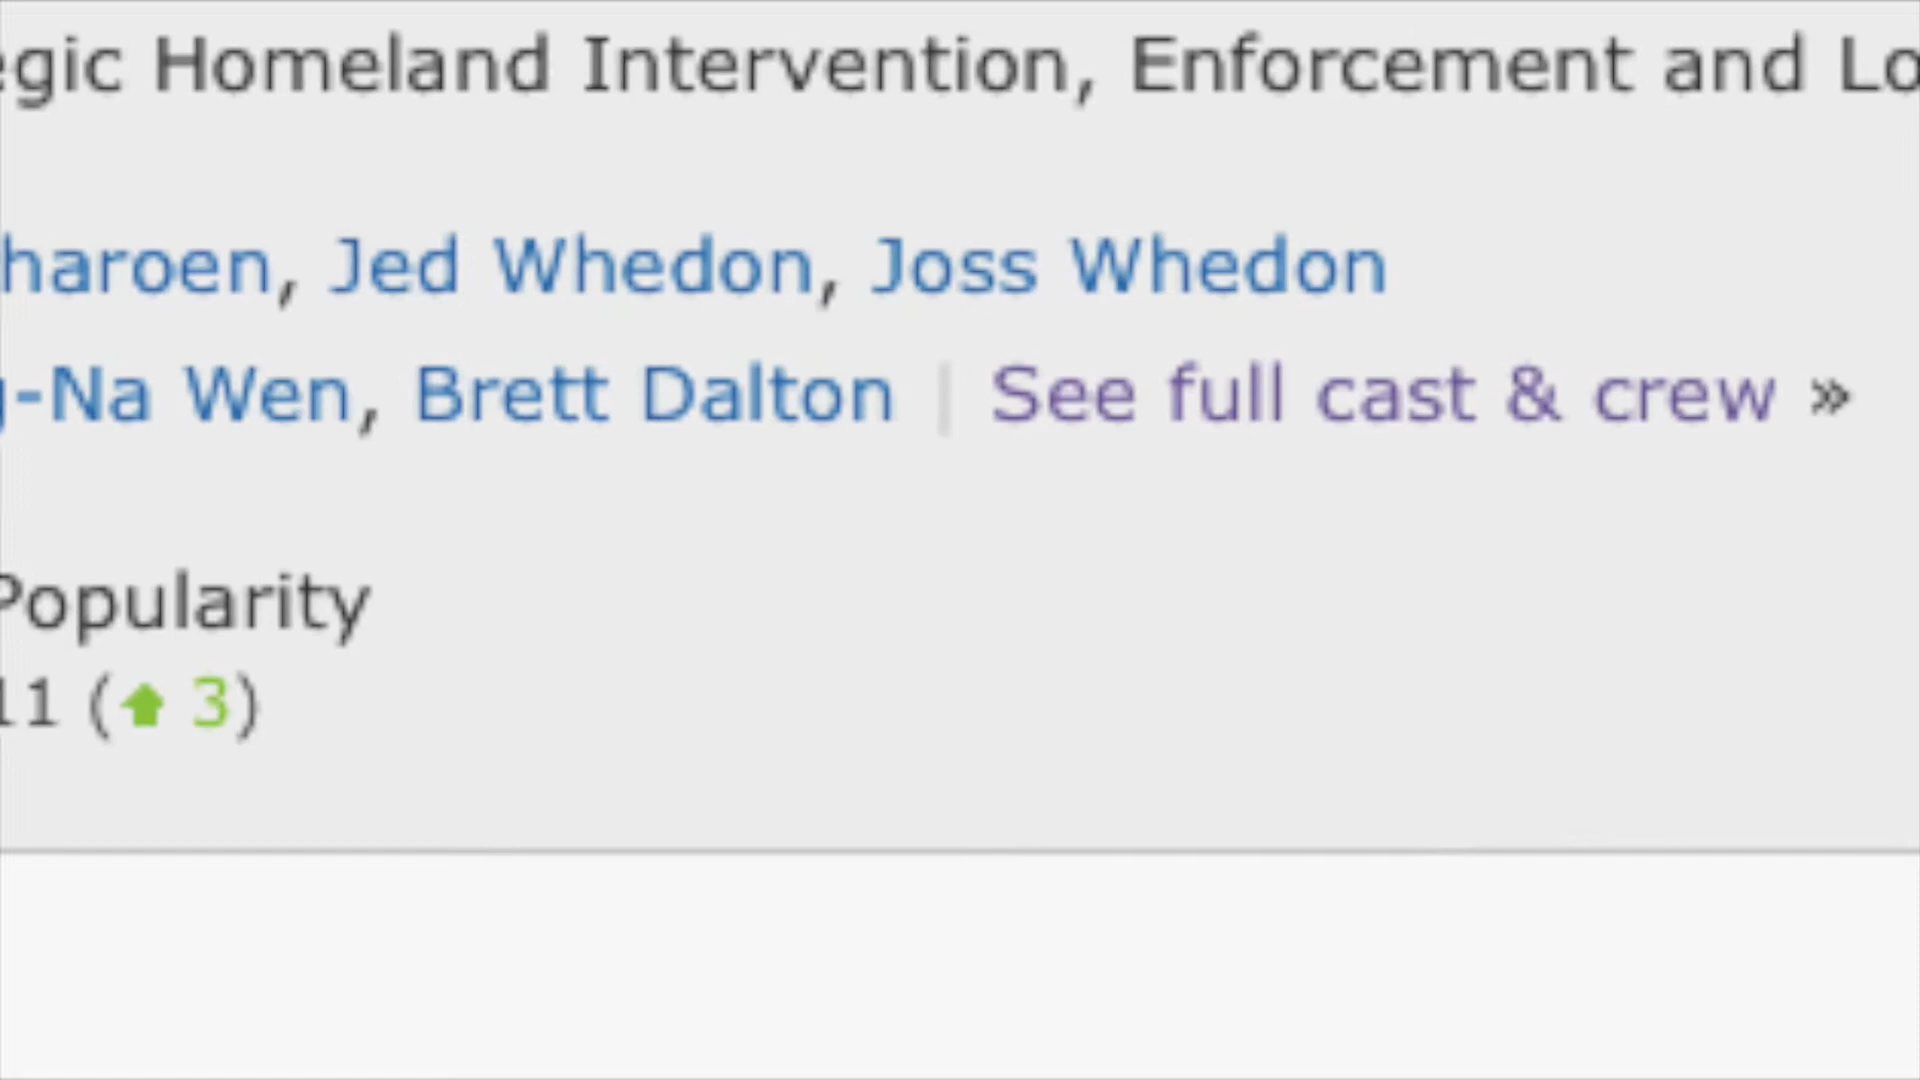 egic Homeland Intervention, Enforcement and Lo
haroen, Jed Whedon, Joss Whedon
g-Na Wen, Brett Dalton | See full cast & crew »
Popularity
11 (⬆ 3)